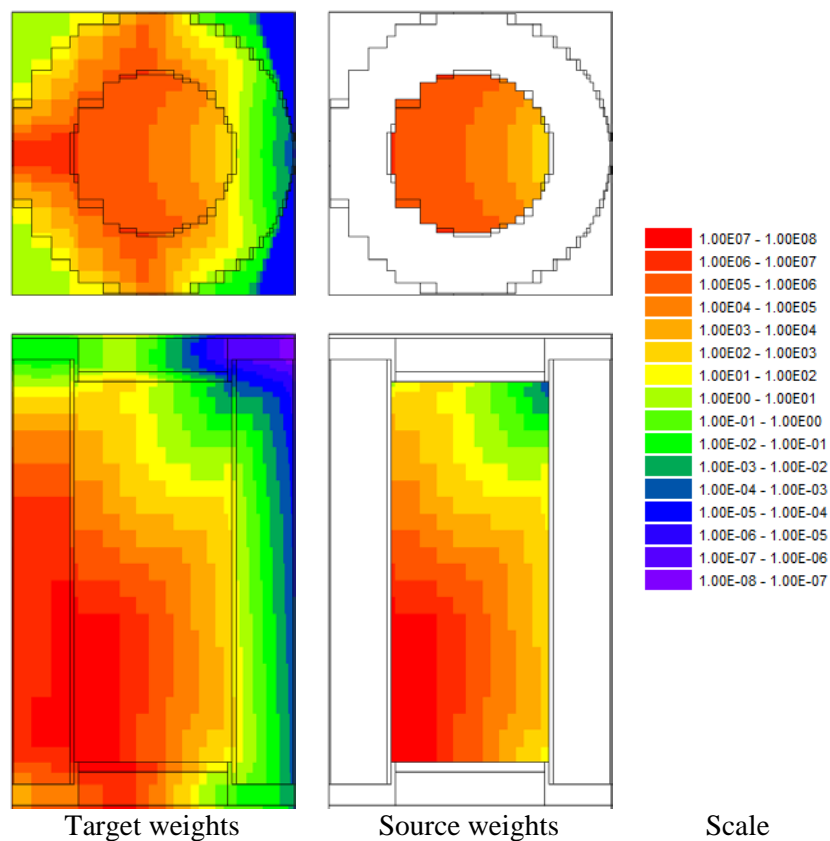 1.00E07 - 1.00E08
1.00E06 - 1.00E07
1.00E05 - 1.00E06
1.00E04 - 1.00E05
1.00E03 - 1.00E04
1.00E02 - 1.00E03
1.00E01 - 1.00E02
1.00E00 - 1.00E01
1.00E-01 - 1.00E00
1.00E-02 - 1.00E-01
1.00E-03 - 1.00E-02
1.00E-04 - 1.00E-03
1.00E-05 - 1.00E-04
1.00E-06 - 1.00E-05
1.00E-07 - 1.00E-06
1.00E-08 - 1.00E-07
Target weights Source weights Scale